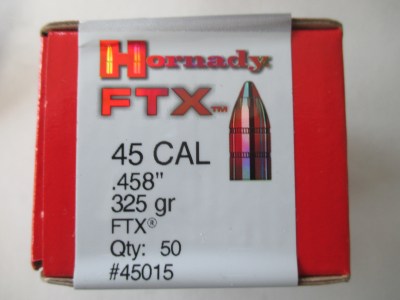 Hornady
FTX™
45 CAL
.458"
325 gr
FTX®
Qty: 50
#45015